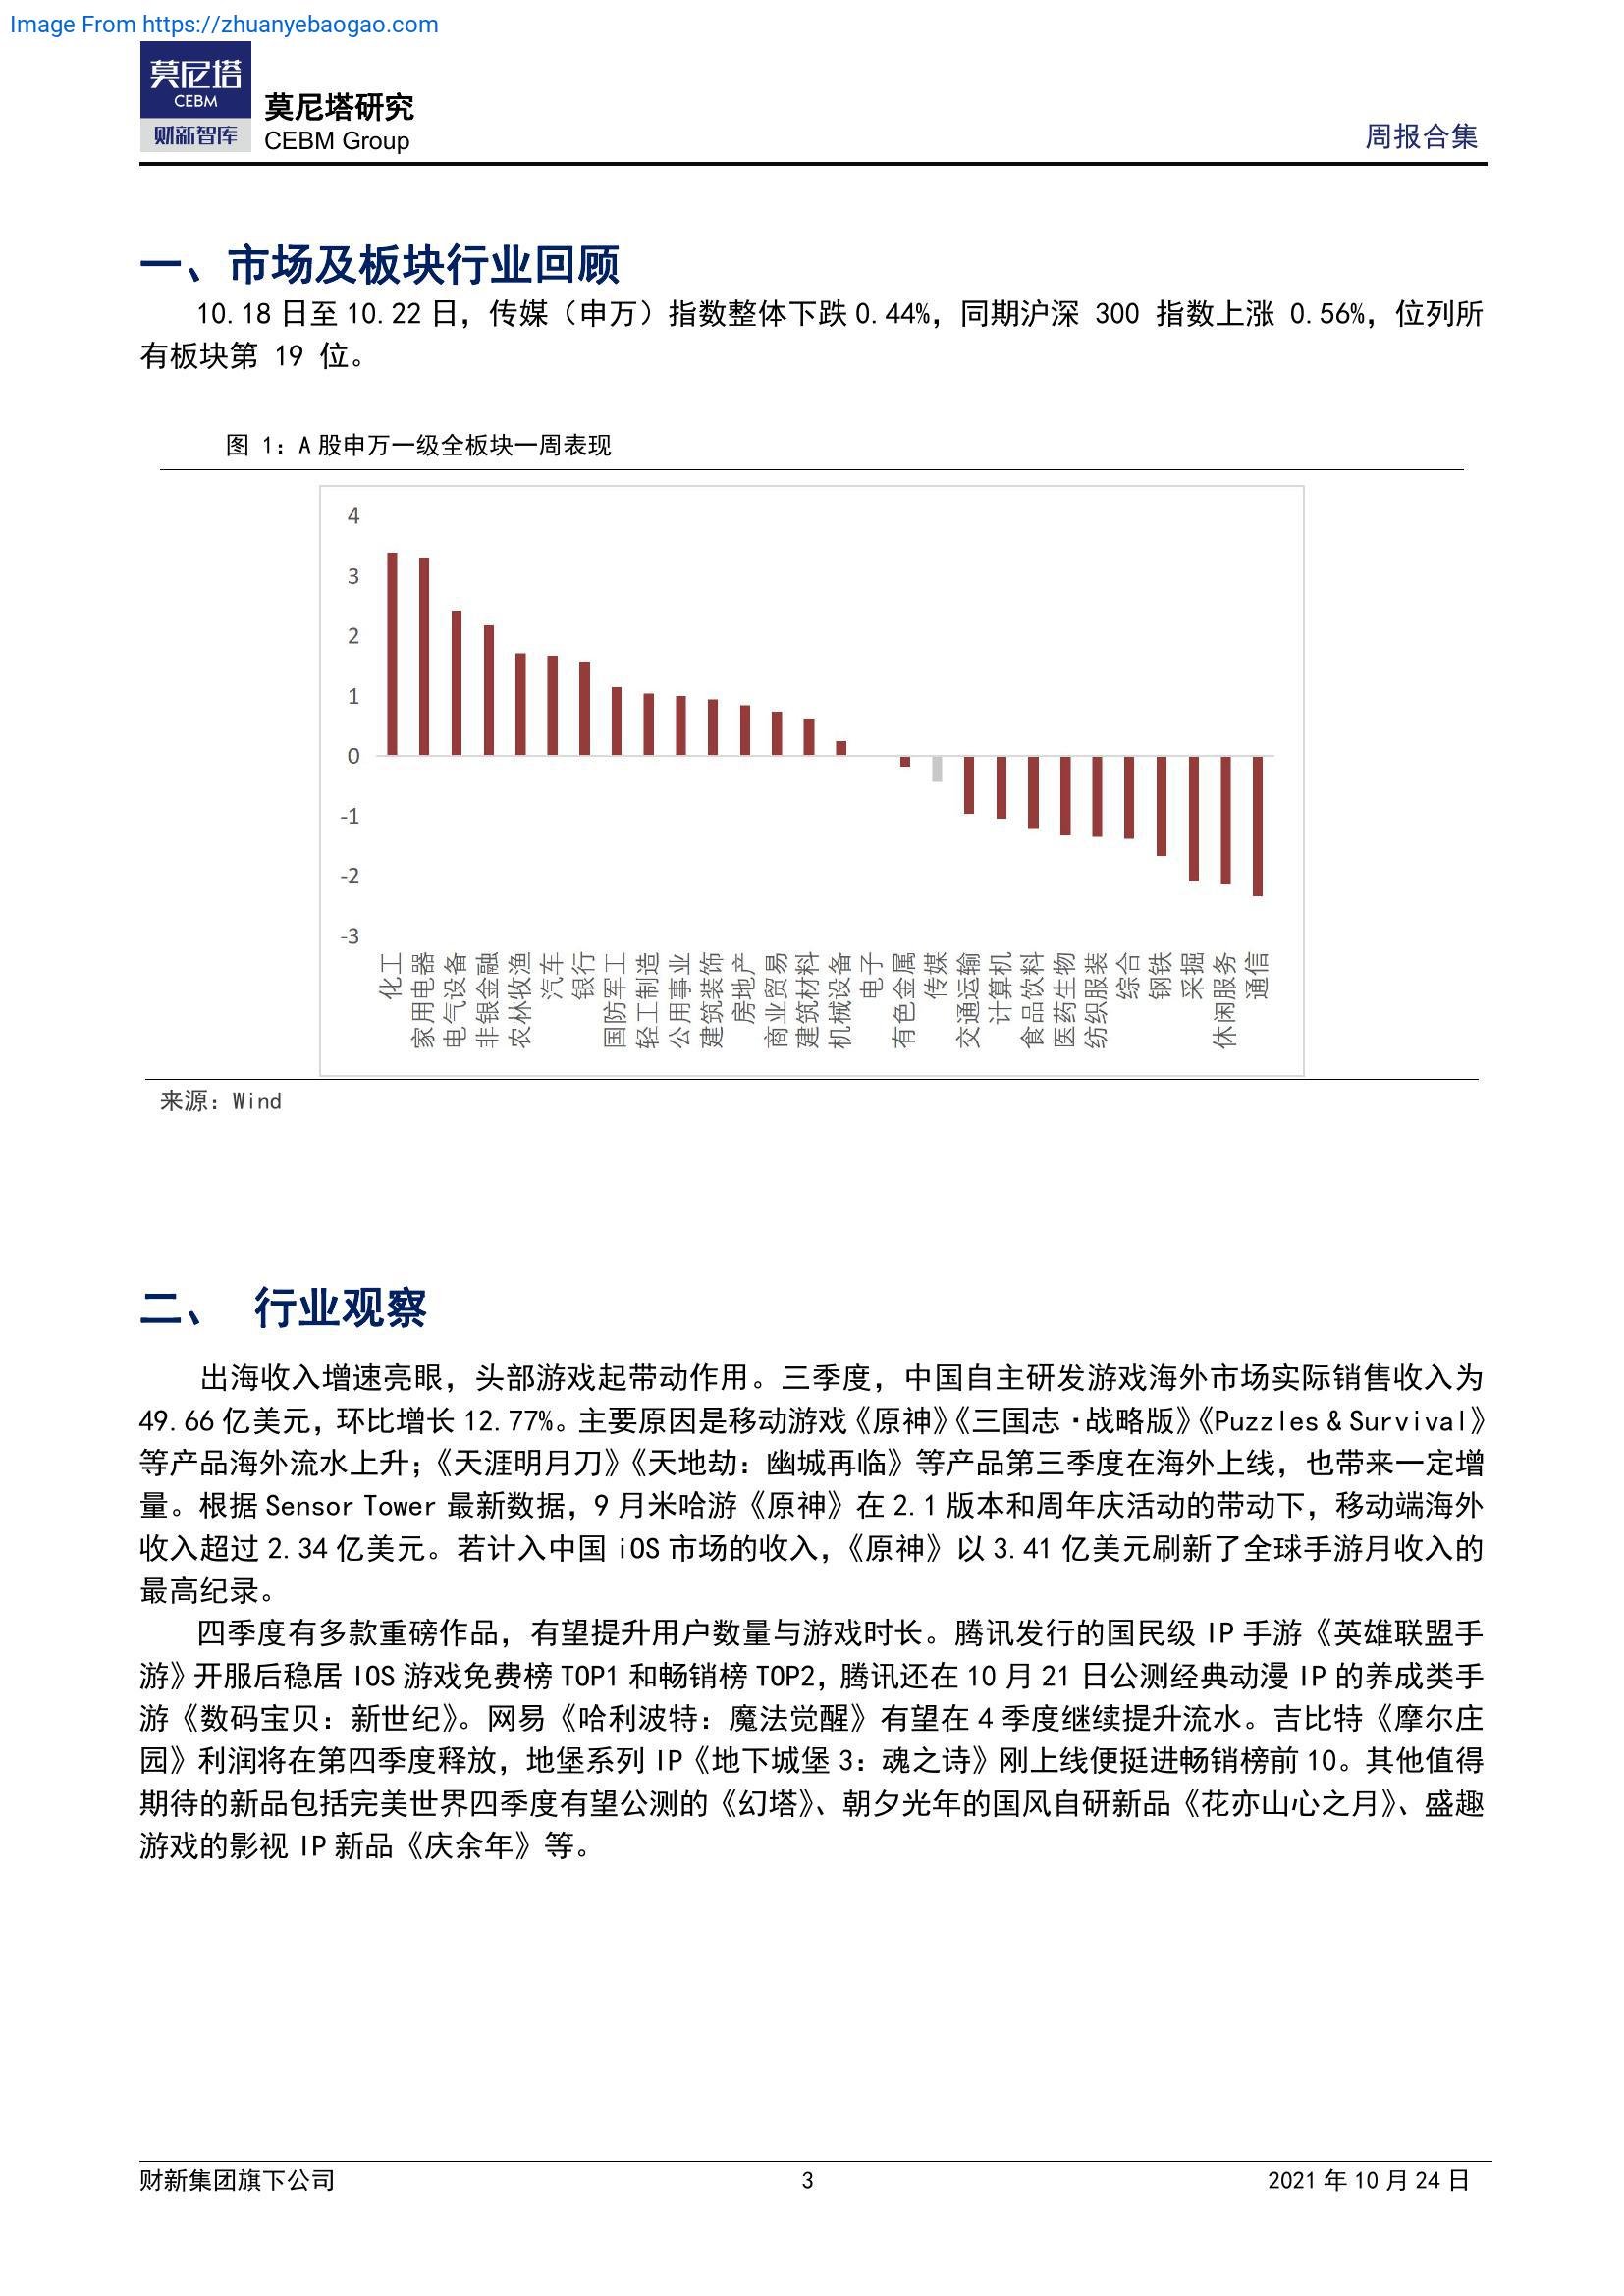 Image From https://zhuanyebaogao.com
莫尼塔
CEBM
财新智库
莫尼塔研究
CEBM Group
周报合集
一、市场及板块行业回顾
10.18 日至 10.22 日，传媒（申万）指数整体下跌 0.44%，同期沪深 300 指数上涨 0.56%，位列所
有板块第 19 位。
图 1：A 股申万一级全板块一周表现
4
3
2
1
0
-1
-2
-3
化工
家用电器
电气设备
非银金融
农林牧渔
汽车
银行
国防军工
轻工制造
公用事业
建筑装饰
房地产
商业贸易
建筑材料
机械设备
电子
有色金属
传媒
交通运输
计算机
食品饮料
医药生物
纺织服装
综合
钢铁
采掘
休闲服务
通信
来源：Wind
二、 行业观察
出海收入增速亮眼，头部游戏起带动作用。三季度，中国自主研发游戏海外市场实际销售收入为
49.66 亿美元，环比增长 12.77%。主要原因是移动游戏《原神》《三国志·战略版》《Puzzles & Survival》
等产品海外流水上升；《天涯明月刀》《天地劫：幽城再临》等产品第三季度在海外上线，也带来一定增
量。根据 Sensor Tower 最新数据，9 月米哈游《原神》在 2.1 版本和周年庆活动的带动下，移动端海外
收入超过 2.34 亿美元。若计入中国 iOS 市场的收入，《原神》以 3.41 亿美元刷新了全球手游月收入的
最高纪录。
四季度有多款重磅作品，有望提升用户数量与游戏时长。腾讯发行的国民级 IP 手游《英雄联盟手
游》开服后稳居 IOS 游戏免费榜 TOP1 和畅销榜 TOP2，腾讯还在 10 月 21 日公测经典动漫 IP 的养成类手
游《数码宝贝：新世纪》。网易《哈利波特：魔法觉醒》有望在 4 季度继续提升流水。吉比特《摩尔庄
园》利润将在第四季度释放，地堡系列 IP《地下城堡 3：魂之诗》刚上线便挺进畅销榜前 10。其他值得
期待的新品包括完美世界四季度有望公测的《幻塔》、朝夕光年的国风自研新品《花亦山心之月》、盛趣
游戏的影视 IP 新品《庆余年》等。
财新集团旗下公司
3
2021 年 10 月 24 日